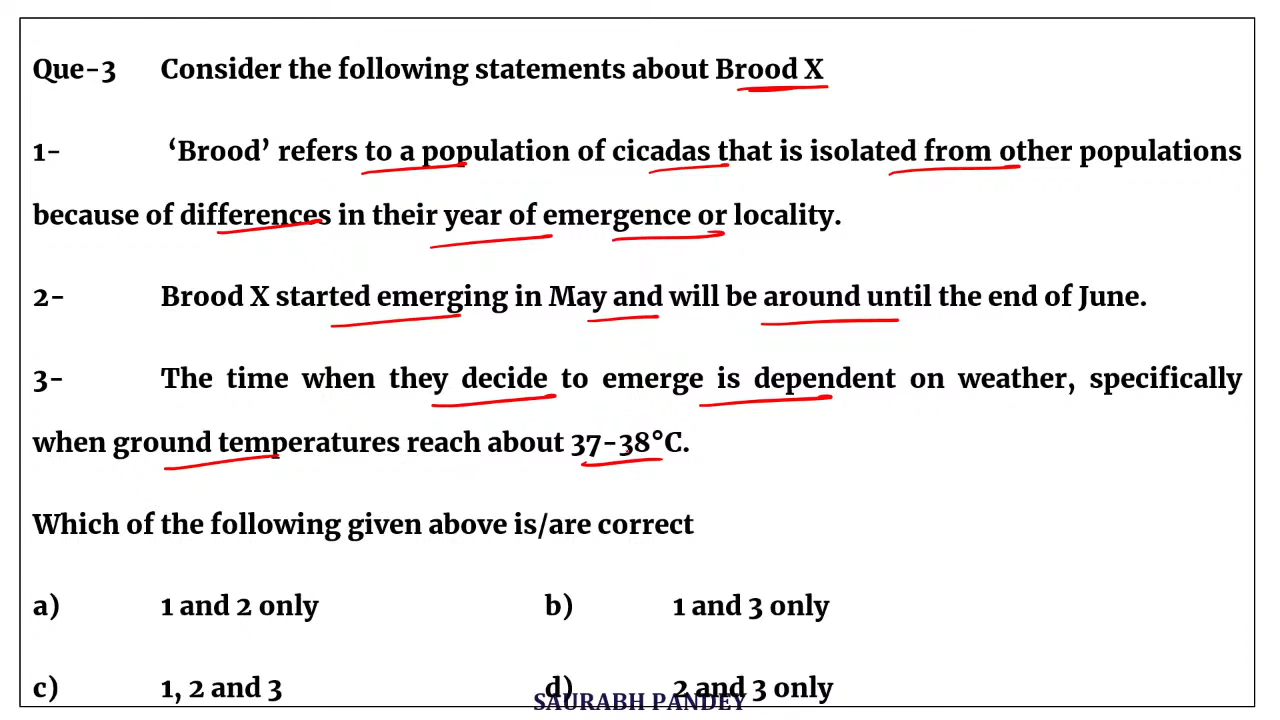 Que-3 Consider the following statements about Brood X
1- ‘Brood’ refers to a population of cicadas that is isolated from other populations
because of differences in their year of emergence or locality.
2- Brood X started emerging in May and will be around until the end of June.
3- The time when they decide to emerge is dependent on weather, specifically
when ground temperatures reach about 37-38°C.
Which of the following given above is/are correct
a) 1 and 2 only b) 1 and 3 only
c) 1, 2 and 3 d) 2 and 3 only
SAURABH PANDEY